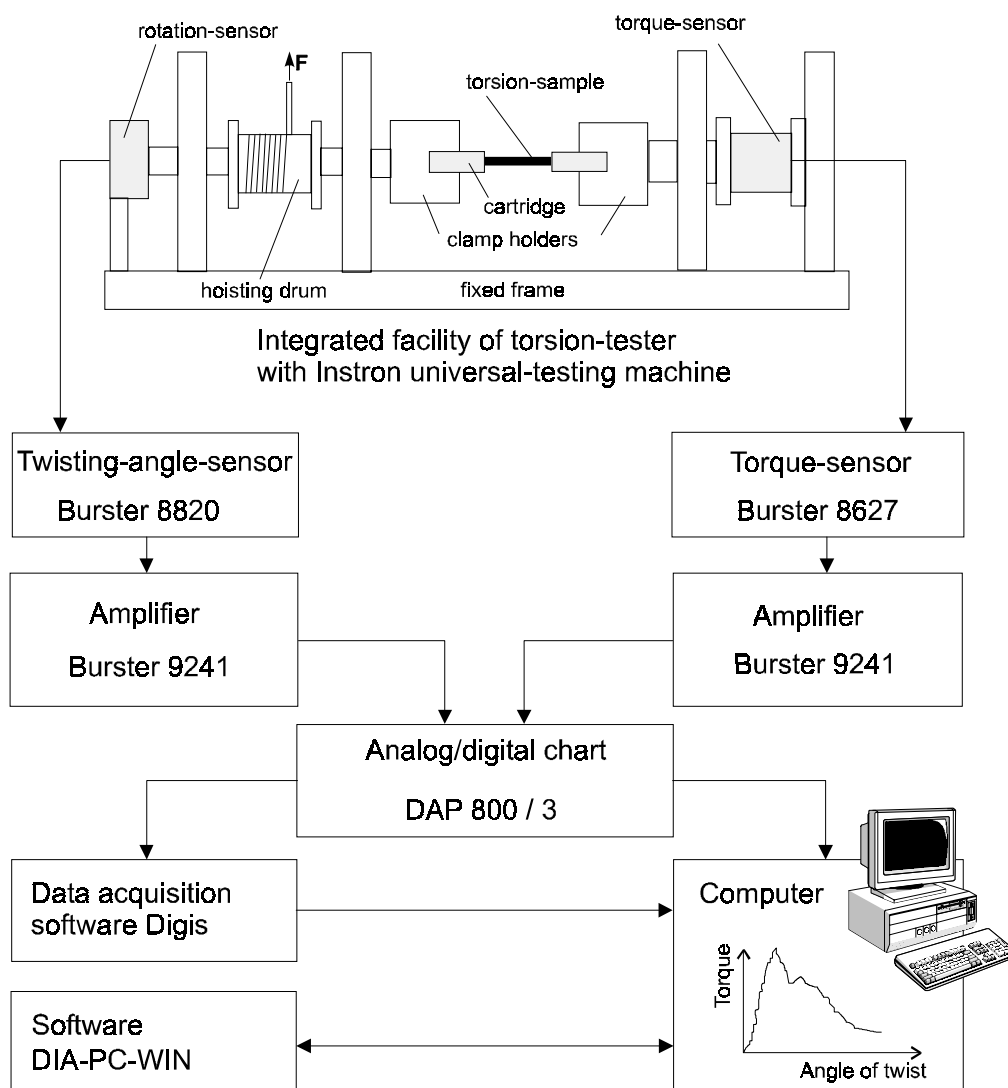 rotation-sensor
torque-sensor
F
torsion-sample
cartridge
clamp holders
hoisting drum
fixed frame
Integrated facility of torsion-tester
with Instron universal-testing machine
Twisting-angle-sensor
Burster 8820
Torque-sensor
Burster 8627
Amplifier
Burster 9241
Amplifier
Burster 9241
Analog/digital chart
DAP 800 / 3
Data acquisition
software Digis
Computer
Torque
Angle of twist
Software
DIA-PC-WIN